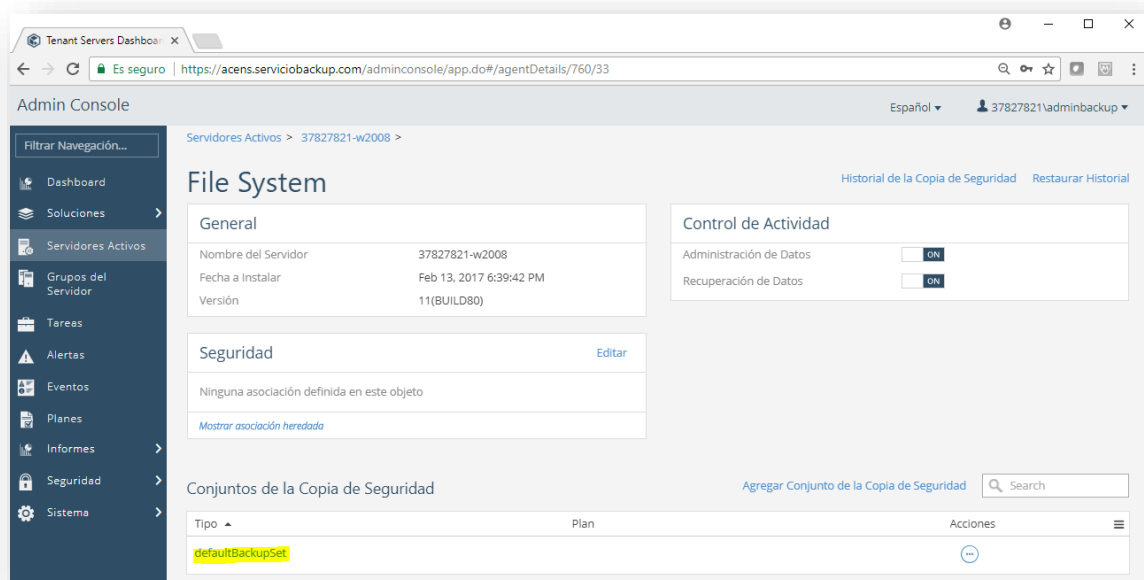 Tenant Servers Dashboar
Es seguro | https://acens.serviciobackup.com/adminconsole/app.do#/agentDetails/760/33
Admin Console
Español
37827821\adminbackup
Filtrar Navegación...
Dashboard
Soluciones
Servidores Activos
Grupos del
Servidor
Tareas
Alertas
Eventos
Planes
Informes
Seguridad
Sistema
Servidores Activos > 37827821-w2008 >
File System
Historial de la Copia de Seguridad Restaurar Historial
General
Nombre del Servidor 37827821-w2008
Fecha a Instalar Feb 13, 2017 6:39:42 PM
Versión 11(BUILD80)
Control de Actividad
Administración de Datos ON
Recuperación de Datos ON
Seguridad Editar
Ninguna asociación definida en este objeto
Mostrar asociación heredada
Conjuntos de la Copia de Seguridad
Agregar Conjunto de la Copia de Seguridad
Search
Tipo Plan Acciones
defaultBackupSet